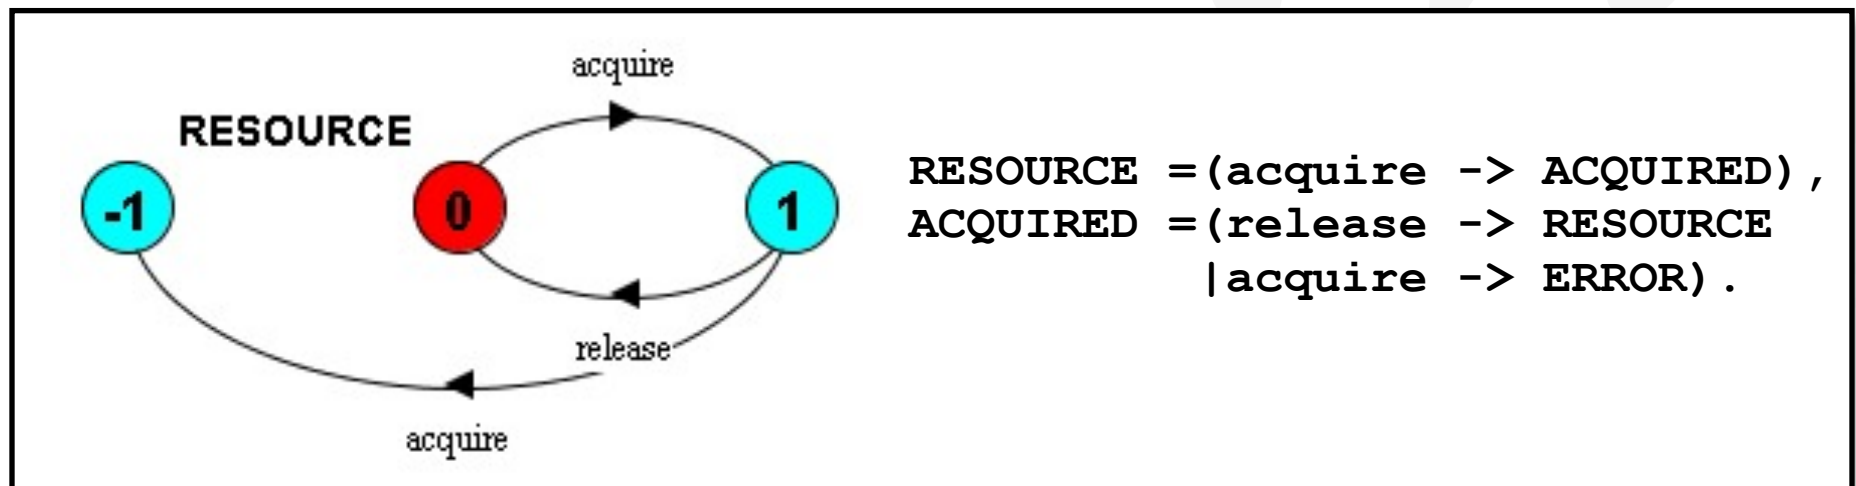 acquire
RESOURCE
-1
0
1
release
acquire
RESOURCE =(acquire -> ACQUIRED),
ACQUIRED =(release -> RESOURCE
|acquire -> ERROR).